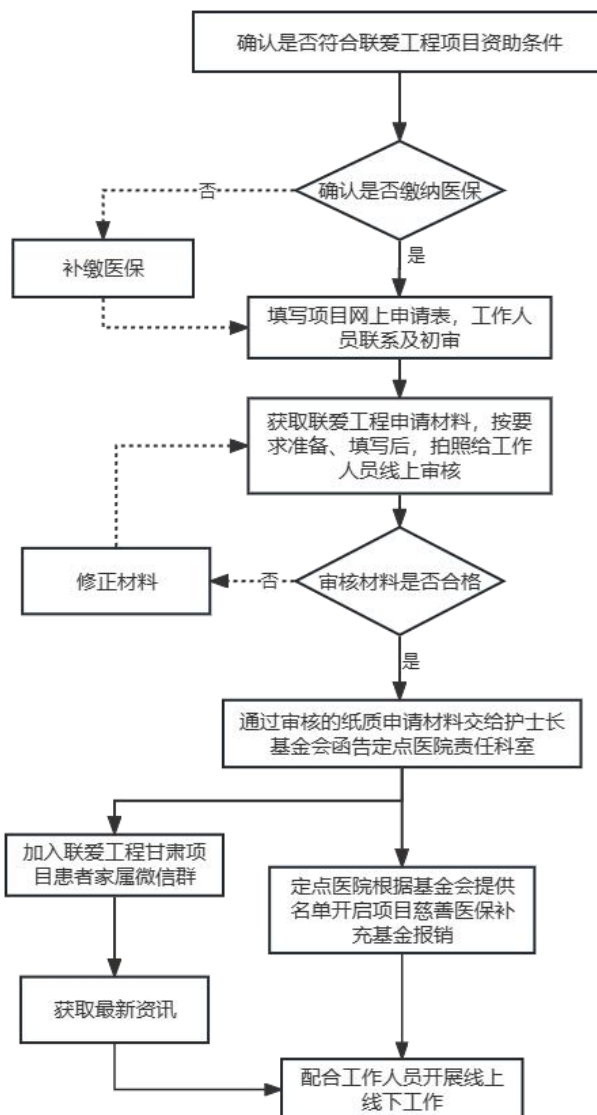 确认是否符合联爱工程项目资助条件
确认是否缴纳医保
否
补缴医保
是
填写项目网上申请表，工作人
员联系及初审
获取联爱工程申请材料，按要
求准备、填写后，拍照给工作
人员线上审核
修正材料
否
审核材料是否合格
是
通过审核的纸质申请材料交给护士长
基金会函告定点医院责任科室
加入联爱工程甘肃项
目患者家属微信群
定点医院根据基金会提供
名单开启项目慈善医保补
充基金报销
获取最新资讯
配合工作人员开展线上
线下工作